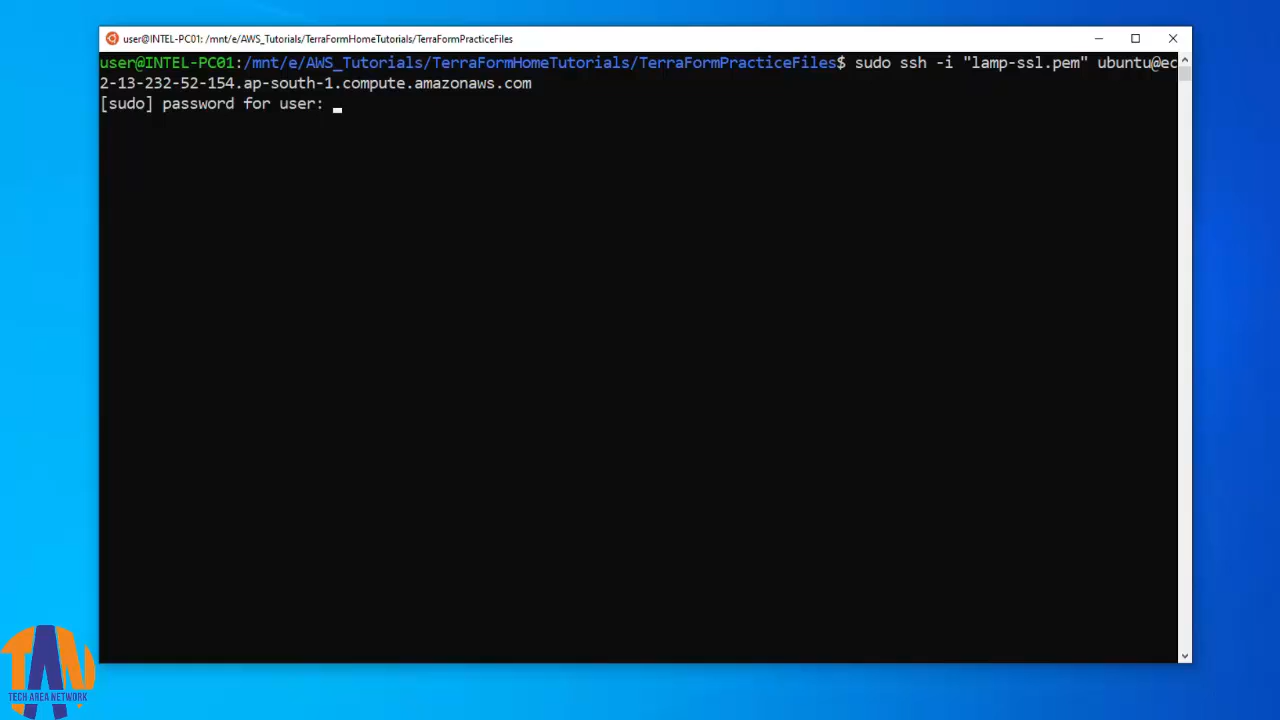 user@INTEL-PC01: /mnt/e/AWS_Tutorials/TerraFormHomeTutorials/TerraFormPracticeFiles
user@INTEL-PC01:/mnt/e/AWS_Tutorials/TerraFormHomeTutorials/TerraFormPracticeFiles$ sudo ssh -i "lamp-ssl.pem" ubuntu@ec
2-13-232-52-154.ap-south-1.compute.amazonaws.com
[sudo] password for user:
TAN
TECH AREA NETWORK